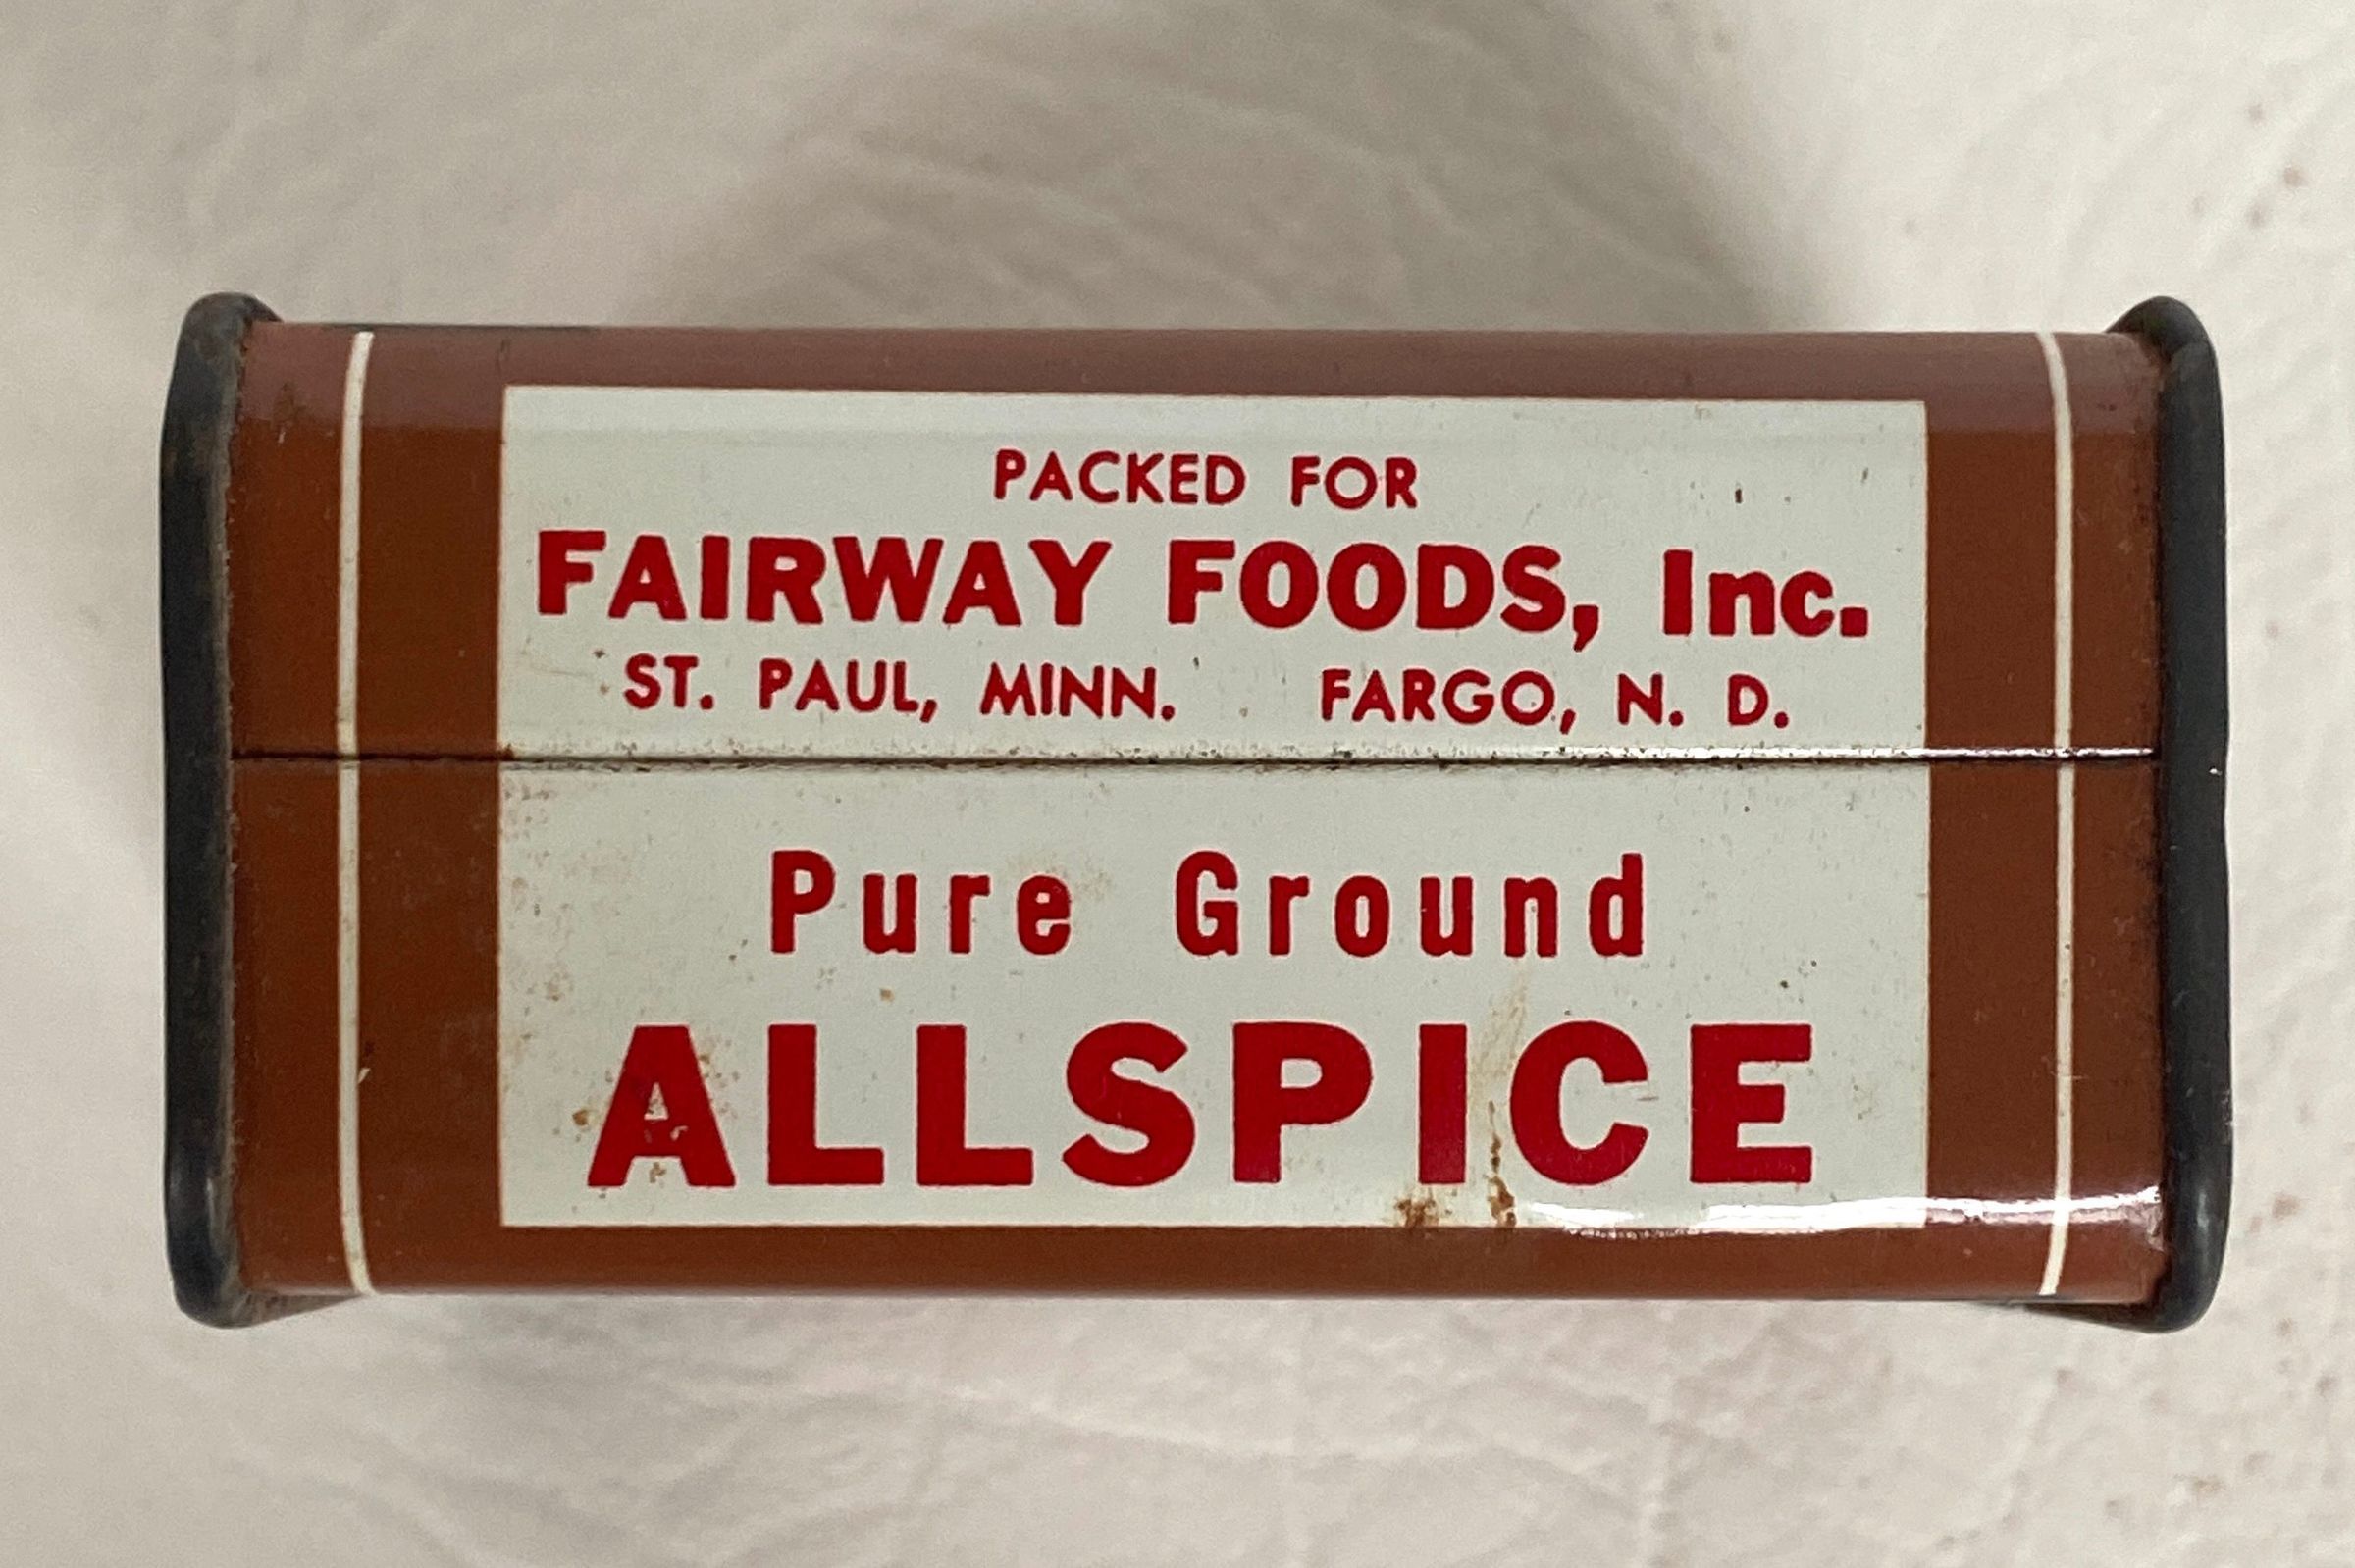 PACKED FOR
FAIRWAY FOODS, Inc.
ST. PAUL, MINN. FARGO, N. D.
Pure Ground
ALLSPICE